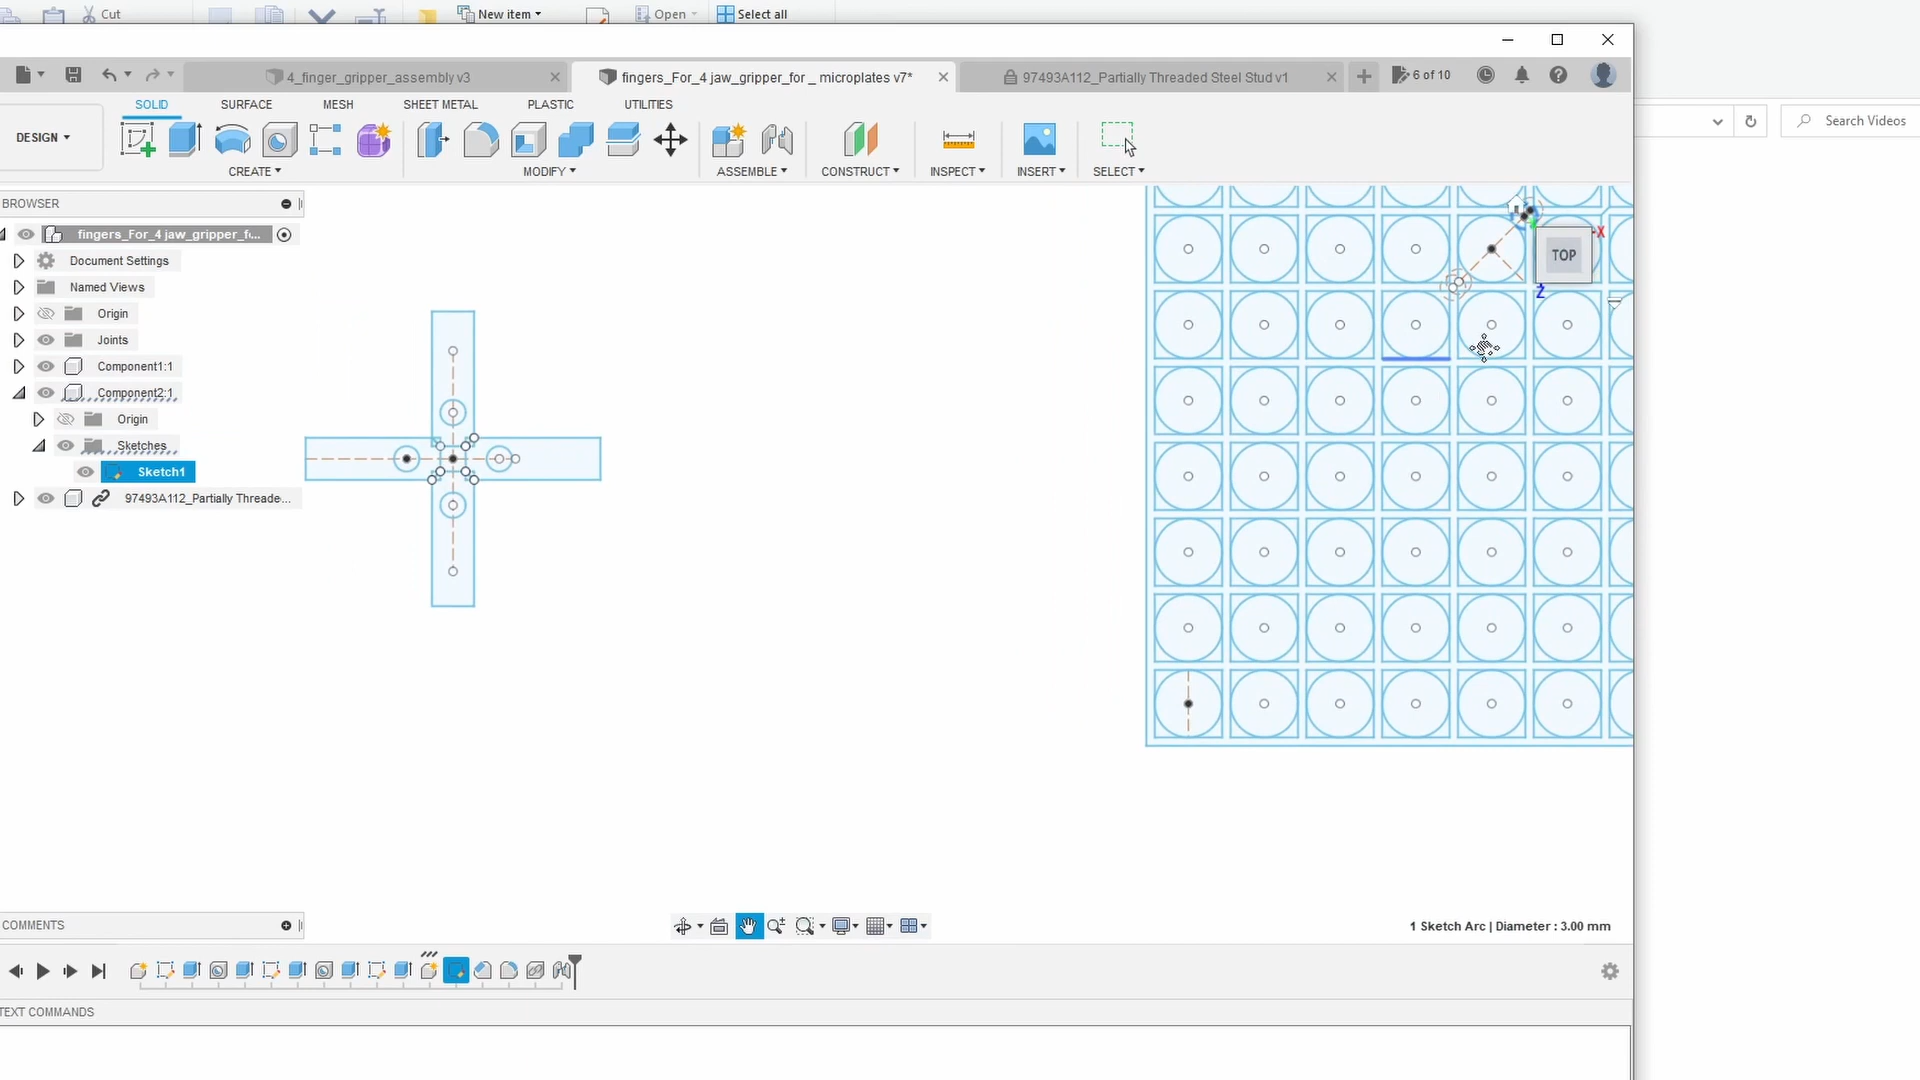 Cut
New item
Open
Select all
4_finger_gripper_assembly v3
fingers_For_4 jaw_gripper_for _ microplates v7*
97493A112_Partially Threaded Steel Stud v1
6 of 10
SOLID
SURFACE
MESH
SHEET METAL
PLASTIC
UTILITIES
DESIGN
CREATE
MODIFY
ASSEMBLE
CONSTRUCT
INSPECT
INSERT
SELECT
Search Videos
BROWSER
fingers_For_4 jaw_gripper_f...
Document Settings
Named Views
Origin
Joints
Component1:1
Component2:1
Origin
Sketches
Sketch1
97493A112_Partially Threade...
TOP
X
Z
COMMENTS
1 Sketch Arc | Diameter : 3.00 mm
TEXT COMMANDS